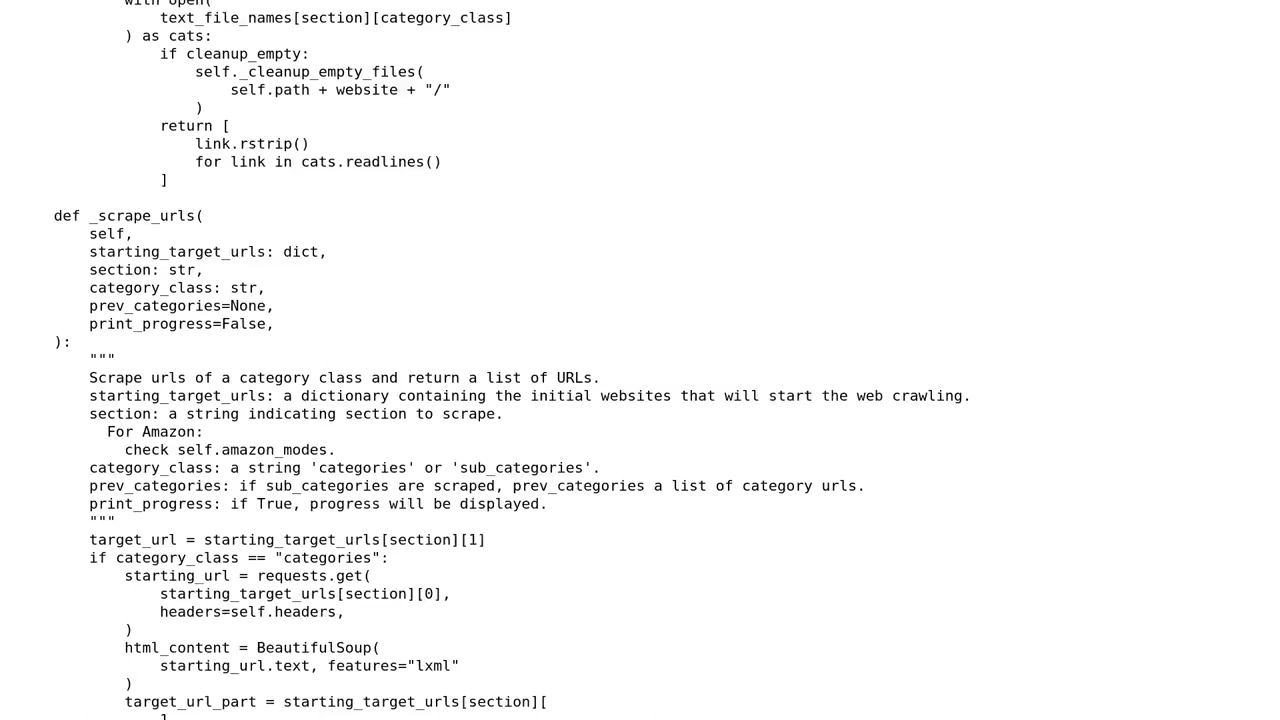 with open(
text_file_names[section][category_class]
) as cats:
if cleanup_empty:
self._cleanup_empty_files(
self.path + website + "/"
)
return [
link.rstrip()
for link in cats.readlines()
]
def _scrape_urls(
self,
starting_target_urls: dict,
section: str,
category_class: str,
prev_categories=None,
print_progress=False,
):
"""
Scrape urls of a category class and return a list of URLs.
starting_target_urls: a dictionary containing the initial websites that will start the web crawling.
section: a string indicating section to scrape.
For Amazon:
check self.amazon_modes.
category_class: a string 'categories' or 'sub_categories'.
prev_categories: if sub_categories are scraped, prev_categories a list of category urls.
print_progress: if True, progress will be displayed.
"""
target_url = starting_target_urls[section][1]
if category_class == "categories":
starting_url = requests.get(
starting_target_urls[section][0],
headers=self.headers,
)
html_content = BeautifulSoup(
starting_url.text, features="lxml"
)
target_url_part = starting_target_urls[section][